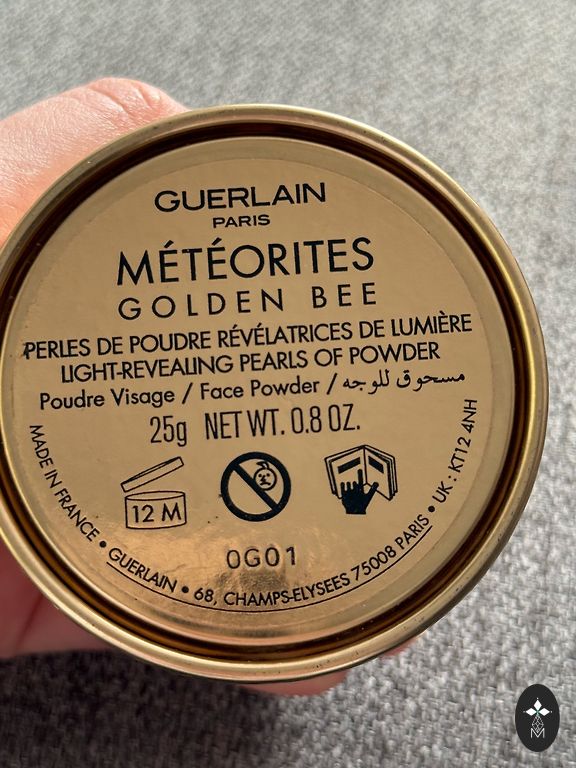 GUERLAIN
PARIS
MÉTÉORITES
GOLDEN BEE
PERLES DE POUDRE RÉVÉLATRICES DE LUMIÈRE
LIGHT-REVEALING PEARLS OF POWDER
Poudre Visage / Face Powder / مسحوق للوجه
25g NET WT. 0.8 OZ.
12 M
0G01
MADE IN FRANCE • GUERLAIN • 68, CHAMPS-ELYSEES 75008 PARIS • UK : KT12 4NH
M